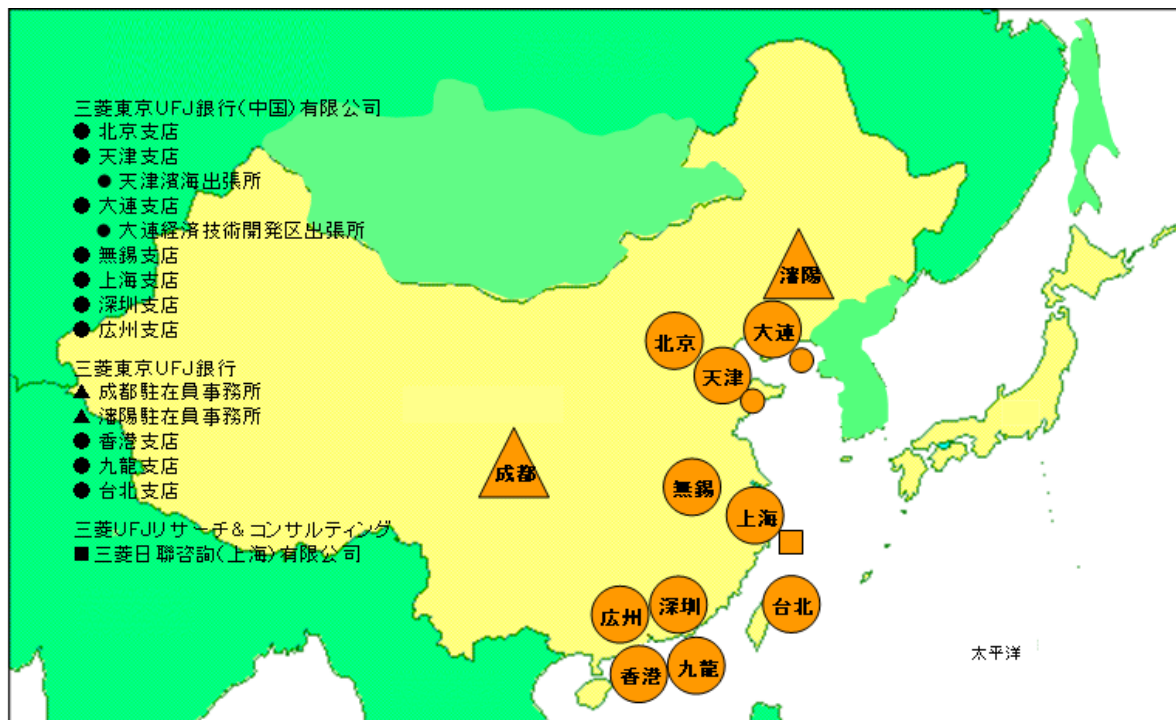 三菱東京UFJ銀行(中国)有限公司
● 北京支店
● 天津支店
● 天津濱海出張所
● 大連支店
● 大連経済技術開発区出張所
● 無錫支店
● 上海支店
● 深圳支店
● 広州支店
三菱東京UFJ銀行
▲ 成都駐在員事務所
▲ 瀋陽駐在員事務所
● 香港支店
● 九龍支店
● 台北支店
三菱UFJリサーチ&コンサルティング
■ 三菱日聯咨詢(上海)有限公司
瀋陽
大連
北京
天津
成都
無錫
上海
広州
深圳
台北
香港
九龍
太平洋